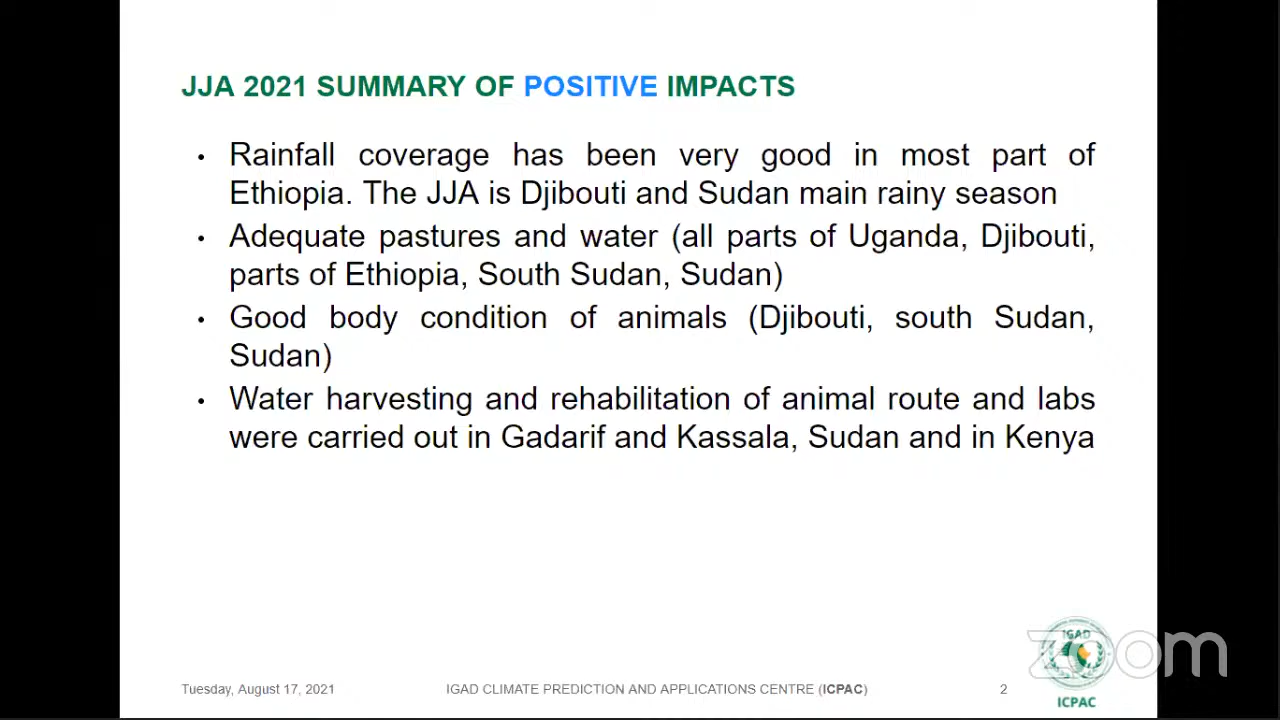 JJA 2021 SUMMARY OF POSITIVE IMPACTS
• Rainfall coverage has been very good in most part of
Ethiopia. The JJA is Djibouti and Sudan main rainy season
• Adequate pastures and water (all parts of Uganda, Djibouti,
parts of Ethiopia, South Sudan, Sudan)
• Good body condition of animals (Djibouti, south Sudan,
Sudan)
• Water harvesting and rehabilitation of animal route and labs
were carried out in Gadarif and Kassala, Sudan and in Kenya
Tuesday, August 17, 2021
IGAD CLIMATE PREDICTION AND APPLICATIONS CENTRE (ICPAC)
2
IGAD
zoom
ICPAC